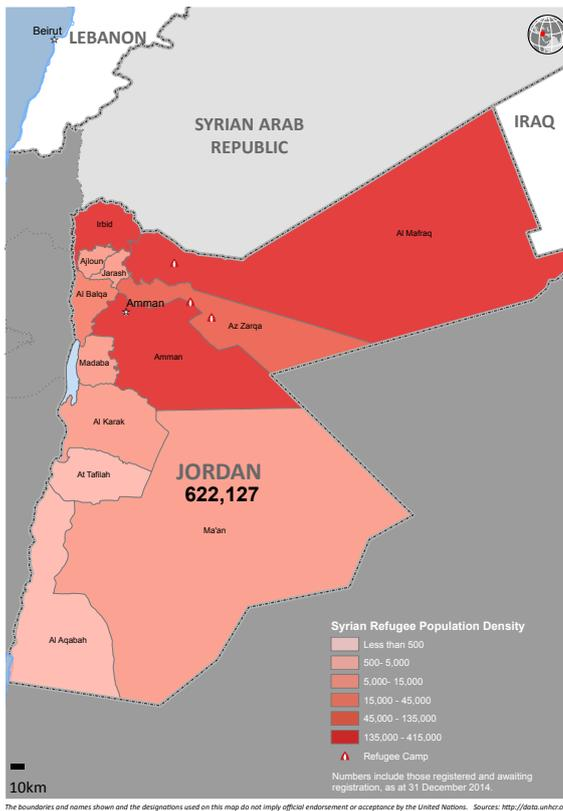 Beirut
LEBANON
SYRIAN ARAB
REPUBLIC
IRAQ
Irbid
Al Mafraq
Ajloun
Jarash
Al Balqa
Amman
Az Zarqa
Madaba
Amman
Al Karak
At Tafilah
JORDAN
622,127
Ma'an
Al Aqabah
Syrian Refugee Population Density
Less than 500
500- 5,000
5,000- 15,000
15,000 - 45,000
45,000 - 135,000
135,000 - 415,000
Refugee Camp
Numbers include those registered and awaiting
registration, as at 31 December 2014.
10km
The boundaries and names shown and the designations used on this map do not imply official endorsement or acceptance by the United Nations. Sources: http://data.unhcr.o